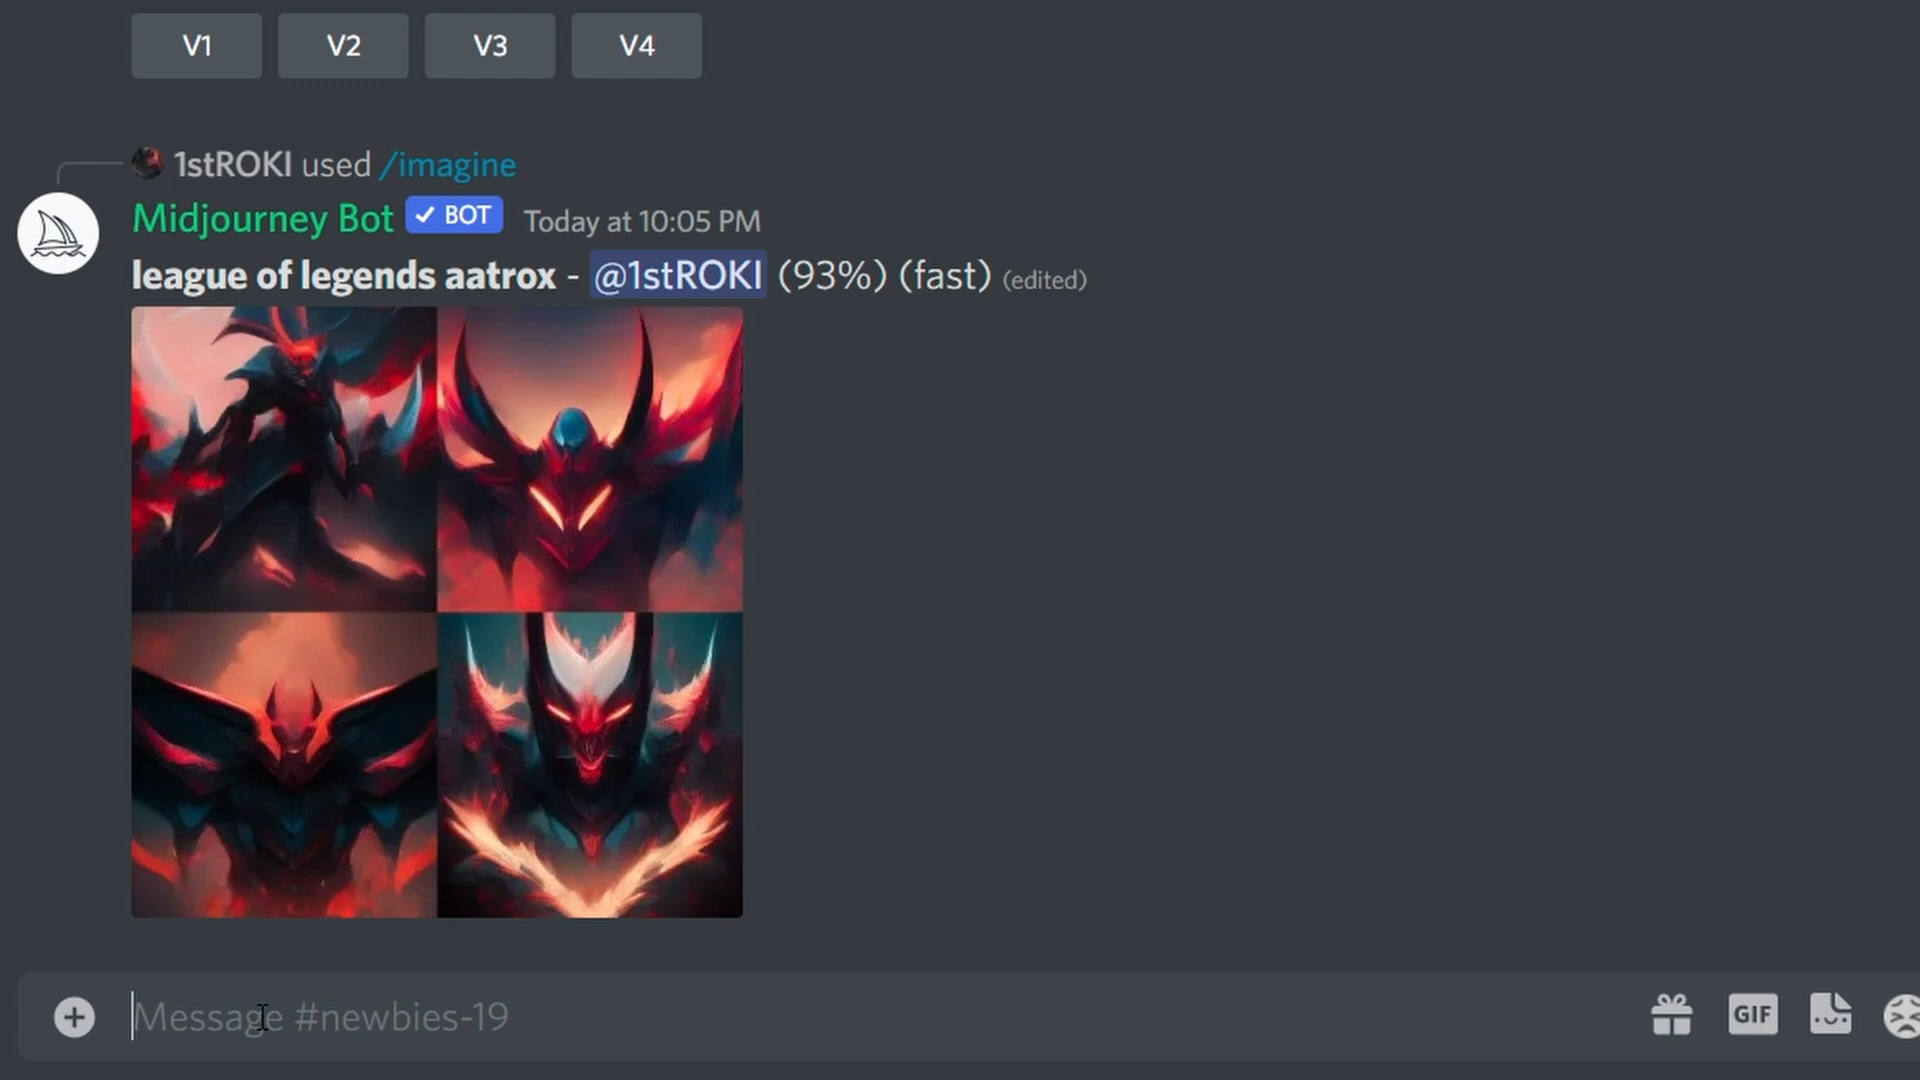 V1 V2 V3 V4
1stROKI used /imagine
Midjourney Bot ✓ BOT Today at 10:05 PM
league of legends aatrox - @1stROKI (93%) (fast) (edited)
Message #newbies-19
GIF